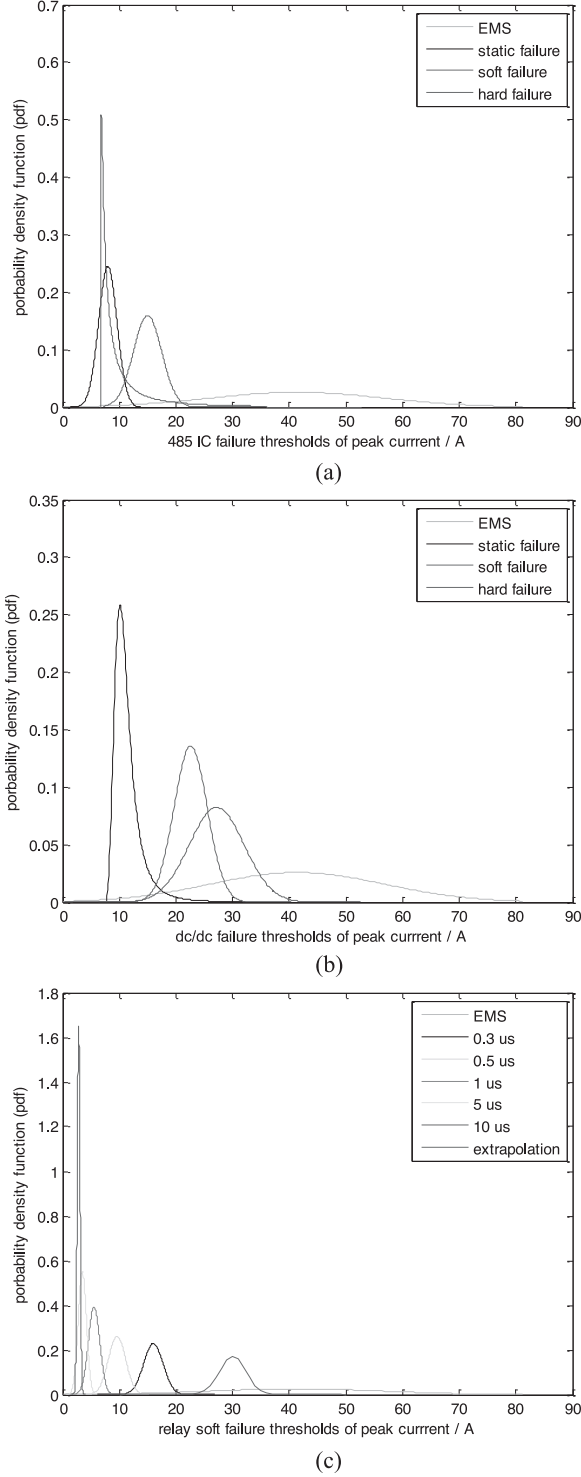 0.7
EMS
static failure
soft failure
hard failure
0.6
0.5
0.4
0.3
0.2
0.1
0
porbability density function (pdf)
0 10 20 30 40 50 60 70 80 90
485 IC failure thresholds of peak currrent / A
(a)
0.35
EMS
static failure
soft failure
hard failure
0.3
0.25
0.2
0.15
0.1
0.05
0
porbability density function (pdf)
0 10 20 30 40 50 60 70 80 90
dc/dc failure thresholds of peak currrent / A
(b)
1.8
EMS
0.3 us
0.5 us
1 us
5 us
10 us
extrapolation
1.6
1.4
1.2
1
0.8
0.6
0.4
0.2
0
porbability density function (pdf)
0 10 20 30 40 50 60 70 80 90
relay soft failure thresholds of peak currrent / A
(c)